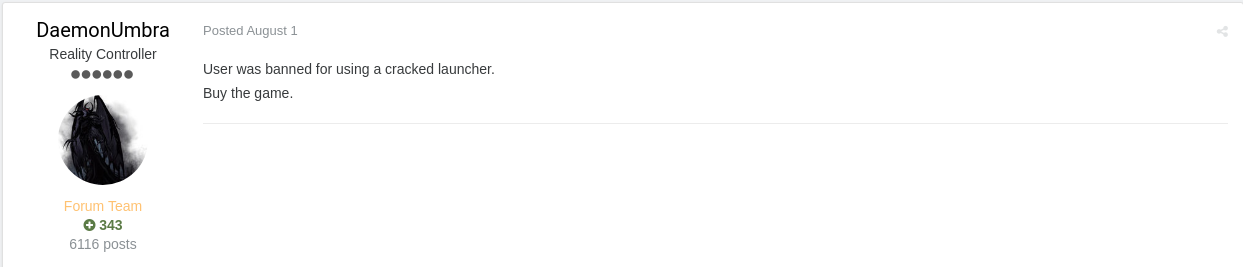 DaemonUmbra
Reality Controller
Forum Team
343
6116 posts
Posted August 1
User was banned for using a cracked launcher.
Buy the game.